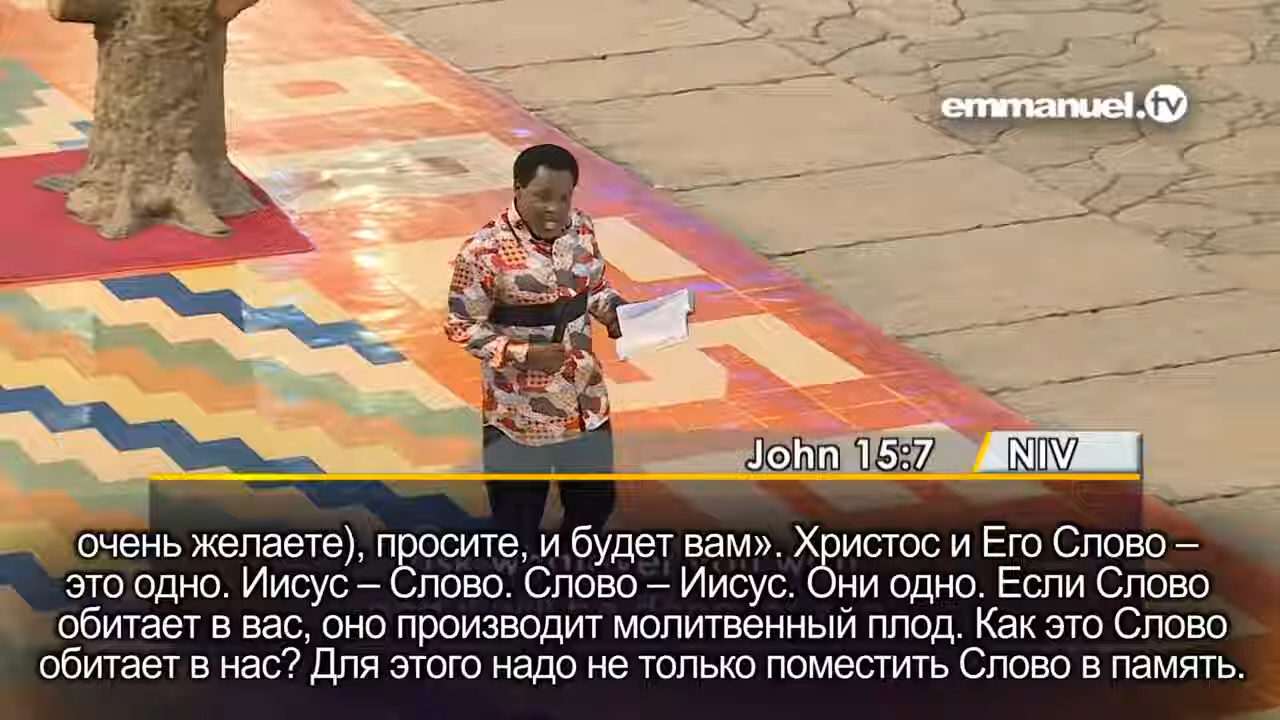 emmanuel.tv
John 15:7 NIV
очень желаете), просите, и будет вам». Христос и Его Слово –
это одно. Иисус – Слово. Слово – Иисус. Они одно. Если Слово
обитает в вас, оно производит молитвенный плод. Как это Слово
обитает в нас? Для этого надо не только поместить Слово в память.